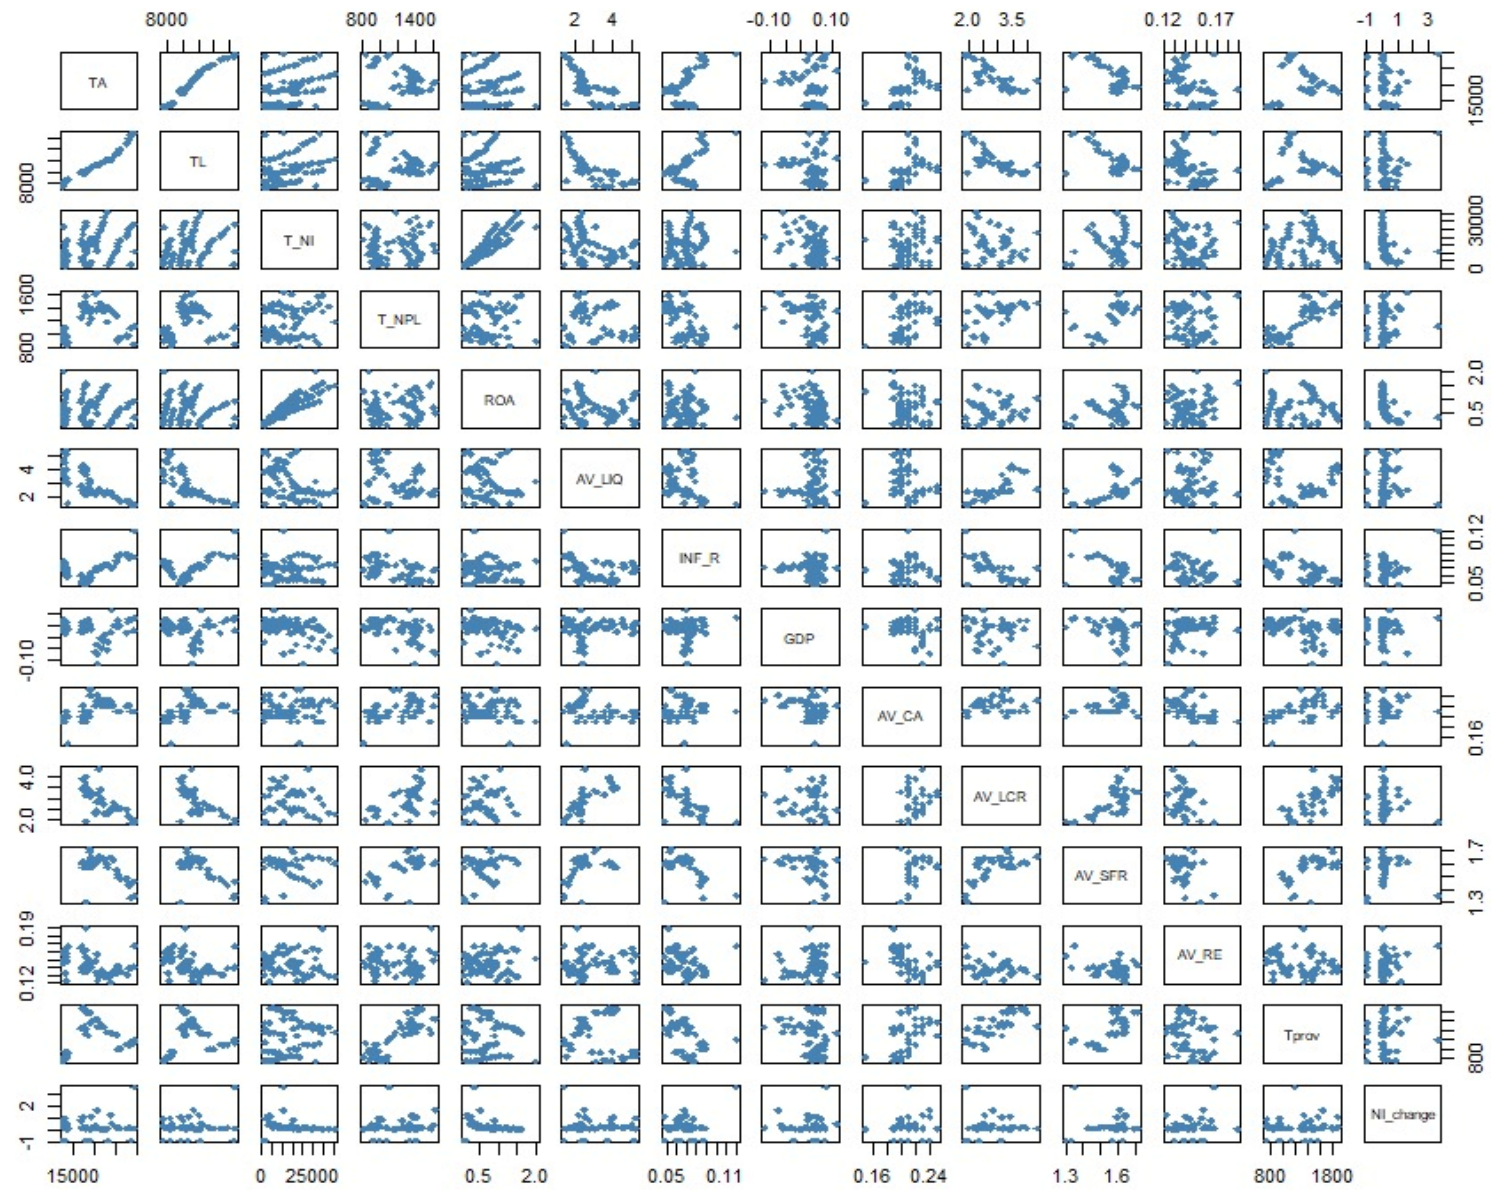 8000 800 1400 2 4 -0.10 0.10 2.0 3.5 0.12 0.17 -1 1 3
TA 15000
8000 TL
T_NI 0 30000
800 1600 T_NPL
ROA 0.5 2.0
2 4 AV_LIQ
INF_R 0.05 0.12
-0.10 GDP
AV_CA 0.16
2.0 4.0 AV_LCR
AV_SFR 1.3 1.7
0.12 0.19 AV_RE
Tprov 800
-1 2 NI_change
15000 0 25000 0.5 2.0 0.05 0.11 0.16 0.24 1.3 1.6 800 1800